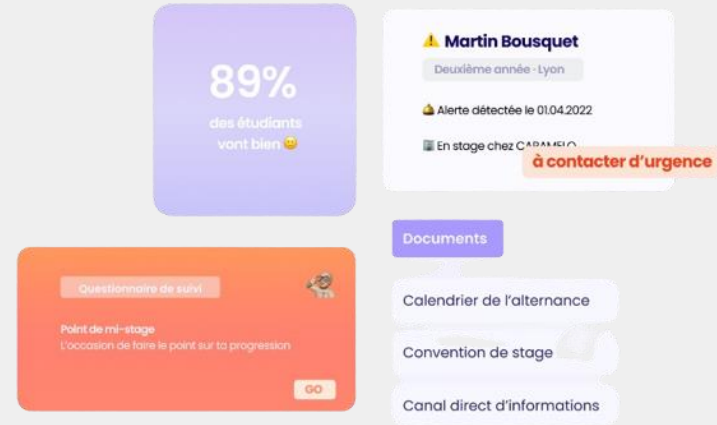 89%
des étudiants
vont bien
Martin Bousquet
Deuxième année · Lyon
Alerte détectée le 01.04.2022
En stage chez CARAMELO
à contacter d'urgence
Questionnaire de suivi
Point de mi-stage
L'occasion de faire le point sur ta progression
GO
Documents
Calendrier de l'alternance
Convention de stage
Canal direct d'informations